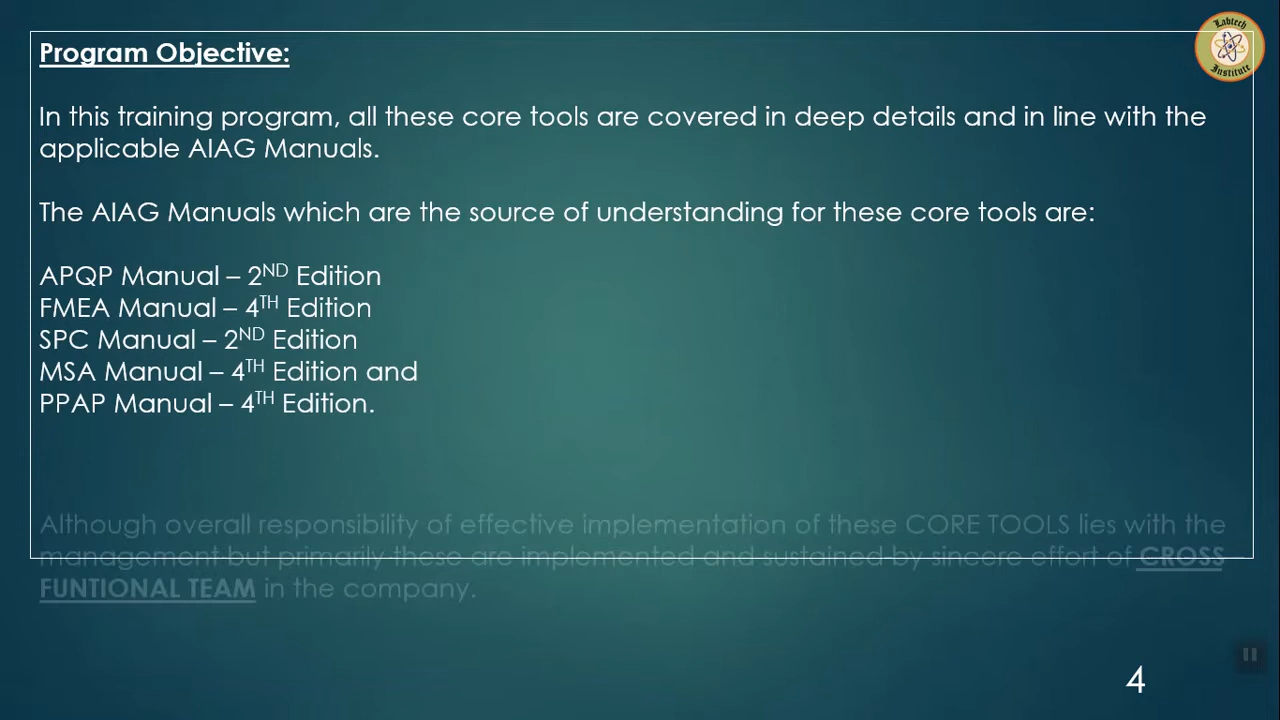 Labtech
Institute
Program Objective:
In this training program, all these core tools are covered in deep details and in line with the
applicable AIAG Manuals.
The AIAG Manuals which are the source of understanding for these core tools are:
APQP Manual – 2ND Edition
FMEA Manual – 4TH Edition
SPC Manual – 2ND Edition
MSA Manual – 4TH Edition and
PPAP Manual – 4TH Edition.
Although overall responsibility of effective implementation of these CORE TOOLS lies with the
management but primarily these are implemented and sustained by sincere effort of CROSS
FUNTIONAL TEAM in the company.
4